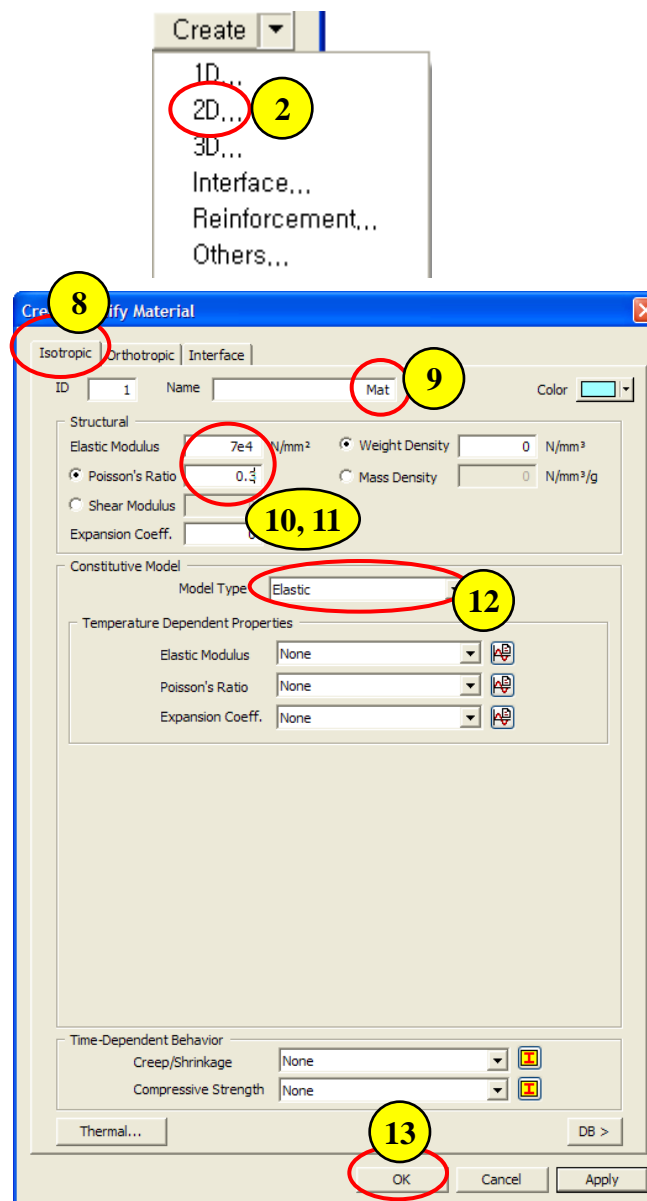 Create
1D...
2D... 2
3D...
Interface...
Reinforcement...
Others...
8
Material
Isotropic Orthotropic Interface
ID 1 Name Mat 9 Color
Structural
Elastic Modulus 7e4 N/mm² Weight Density 0 N/mm³
Poisson's Ratio 0.3 Mass Density 0 N/mm³/g
Shear Modulus
10, 11
Expansion Coeff.
Constitutive Model
Model Type Elastic 12
Temperature Dependent Properties
Elastic Modulus None
Poisson's Ratio None
Expansion Coeff. None
Time-Dependent Behavior
Creep/Shrinkage None
Compressive Strength None
Thermal... 13 DB >
OK Cancel Apply